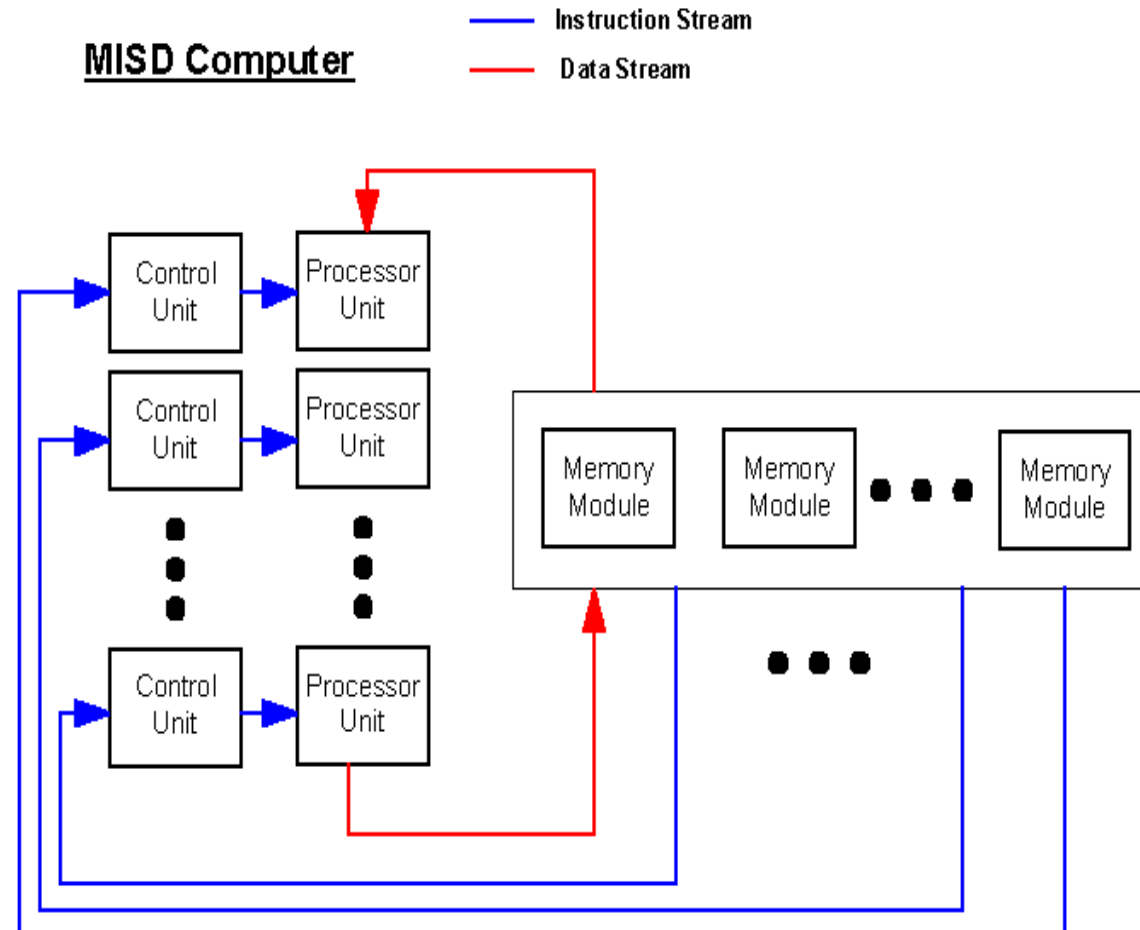 Instruction Stream
MISD Computer
Data Stream
Control
Unit
Processor
Unit
Control
Unit
Processor
Unit
Memory
Module
Memory
Module
Memory
Module
Control
Unit
Processor
Unit